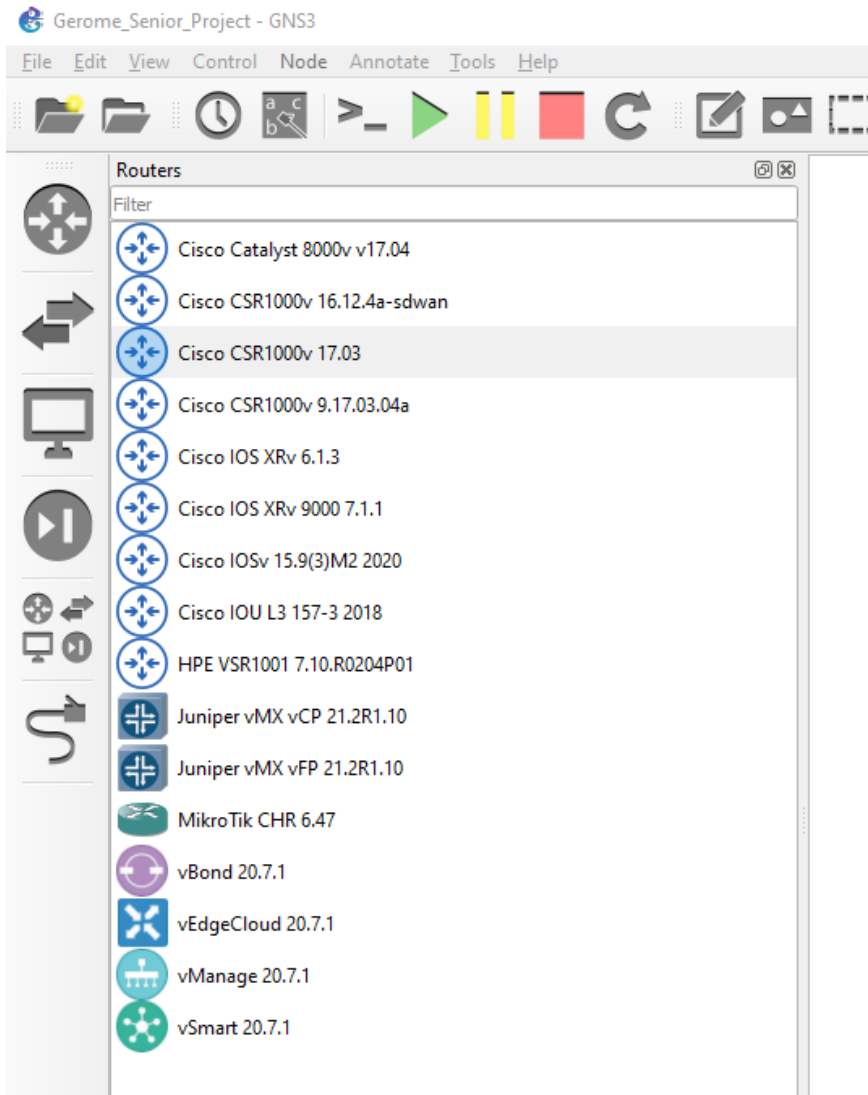 Gerome_Senior_Project - GNS3
File Edit View Control Node Annotate Tools Help
a c
b
Routers
Filter
Cisco Catalyst 8000v v17.04
Cisco CSR1000v 16.12.4a-sdwan
Cisco CSR1000v 17.03
Cisco CSR1000v 9.17.03.04a
Cisco IOS XRv 6.1.3
Cisco IOS XRv 9000 7.1.1
Cisco IOSv 15.9(3)M2 2020
Cisco IOU L3 157-3 2018
HPE VSR1001 7.10.R0204P01
Juniper vMX vCP 21.2R1.10
Juniper vMX vFP 21.2R1.10
MikroTik CHR 6.47
vBond 20.7.1
vEdgeCloud 20.7.1
vManage 20.7.1
vSmart 20.7.1